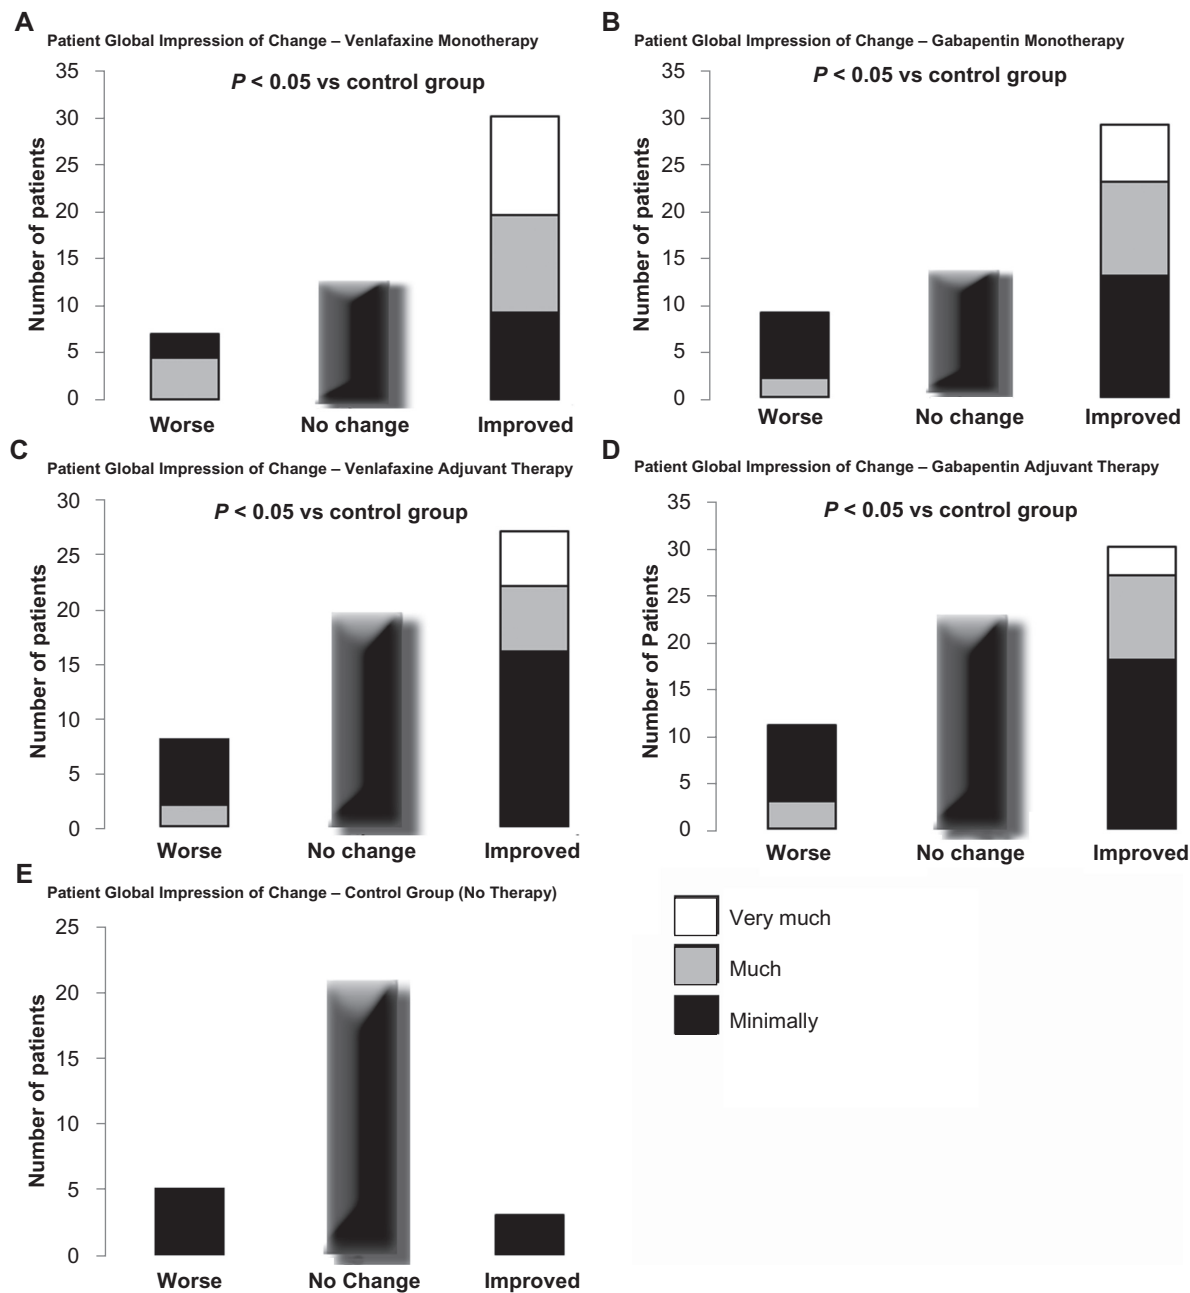 A
Patient Global Impression of Change – Venlafaxine Monotherapy
P < 0.05 vs control group
Number of patients
35
30
25
20
15
10
5
0
Worse
No change
Improved
B
Patient Global Impression of Change – Gabapentin Monotherapy
P < 0.05 vs control group
Number of patients
35
30
25
20
15
10
5
0
Worse
No change
Improved
C
Patient Global Impression of Change – Venlafaxine Adjuvant Therapy
P < 0.05 vs control group
Number of patients
30
25
20
15
10
5
0
Worse
No change
Improved
D
Patient Global Impression of Change – Gabapentin Adjuvant Therapy
P < 0.05 vs control group
Number of Patients
35
30
25
20
15
10
5
0
Worse
No change
Improved
E
Patient Global Impression of Change – Control Group (No Therapy)
Number of patients
25
20
15
10
5
0
Worse
No Change
Improved
Very much
Much
Minimally